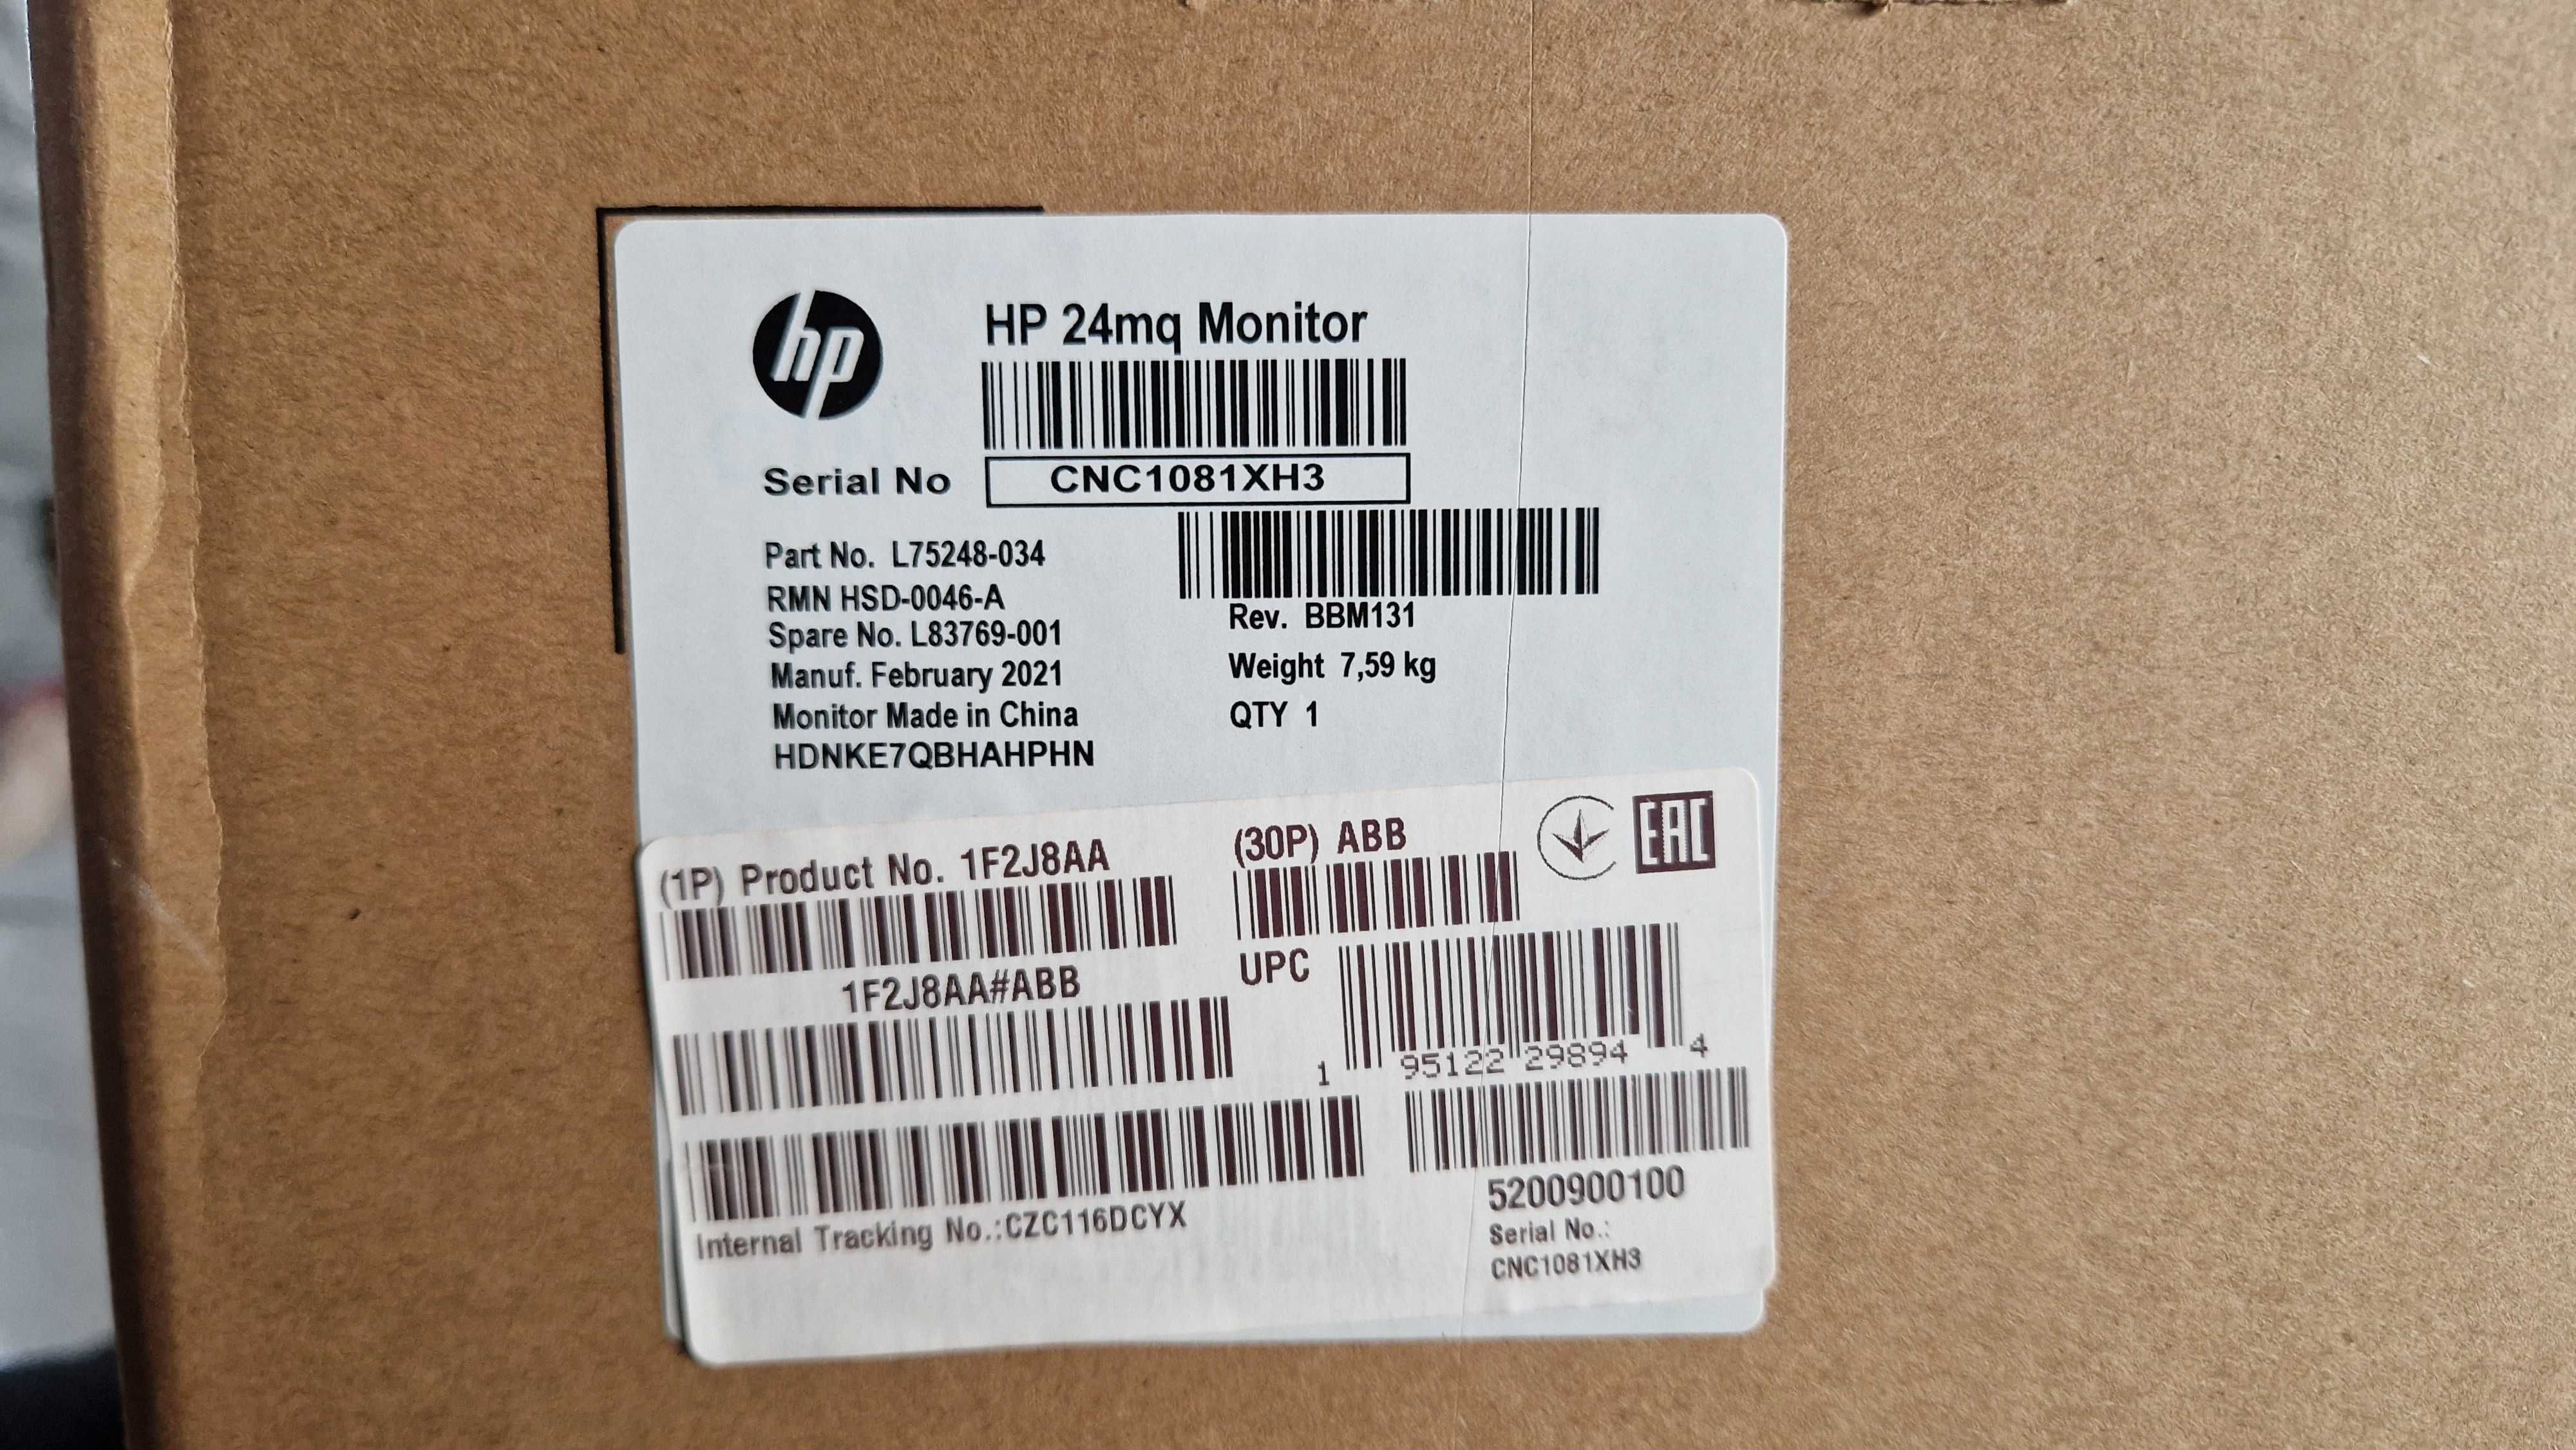 hp
HP 24mq Monitor
Serial No CNC1081XH3
Part No. L75248-034
RMN HSD-0046-A
Spare No. L83769-001
Manuf. February 2021
Monitor Made in China
HDNKE7QBHAHPHN
Rev. BBM131
Weight 7,59 kg
QTY 1
(1P) Product No. 1F2J8AA
(30P) ABB
EAC
1F2J8AA#ABB
UPC
1 95122 29894 4
Internal Tracking No.:CZC116DCYX
5200900100
Serial No.:
CNC1081XH3